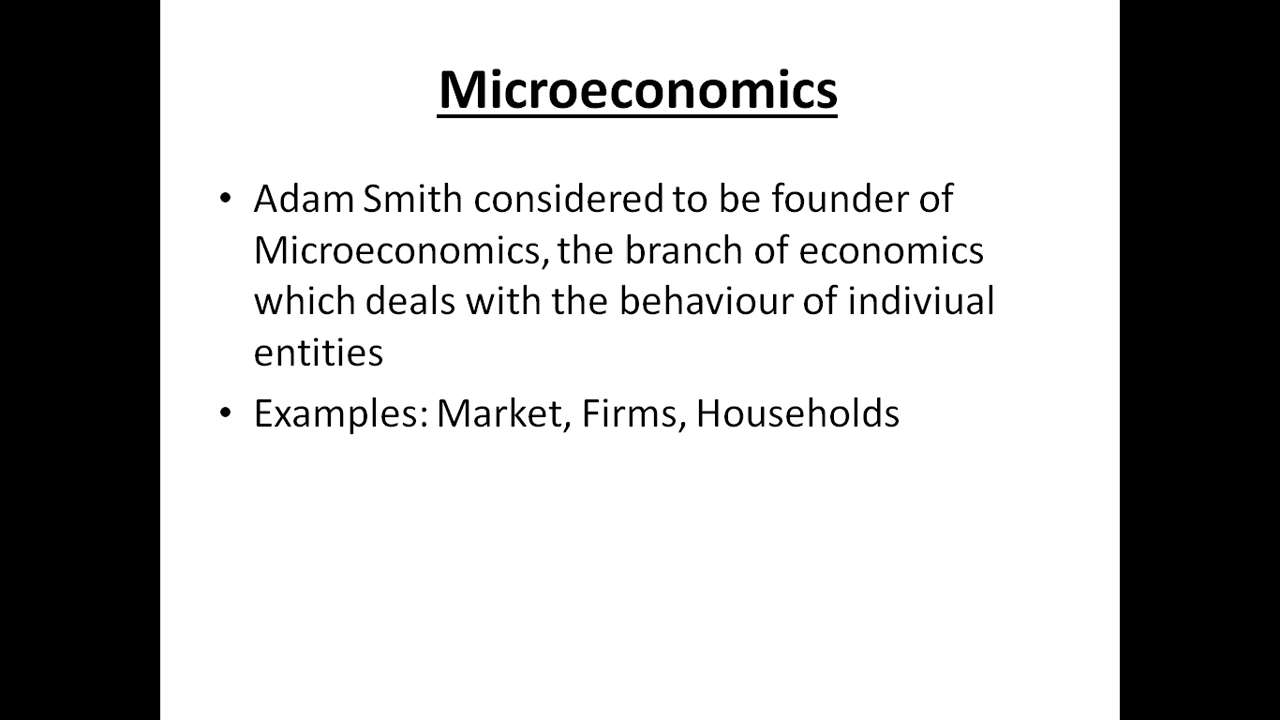 Microeconomics
• Adam Smith considered to be founder of
Microeconomics, the branch of economics
which deals with the behaviour of indiviual
entities
• Examples: Market, Firms, Households